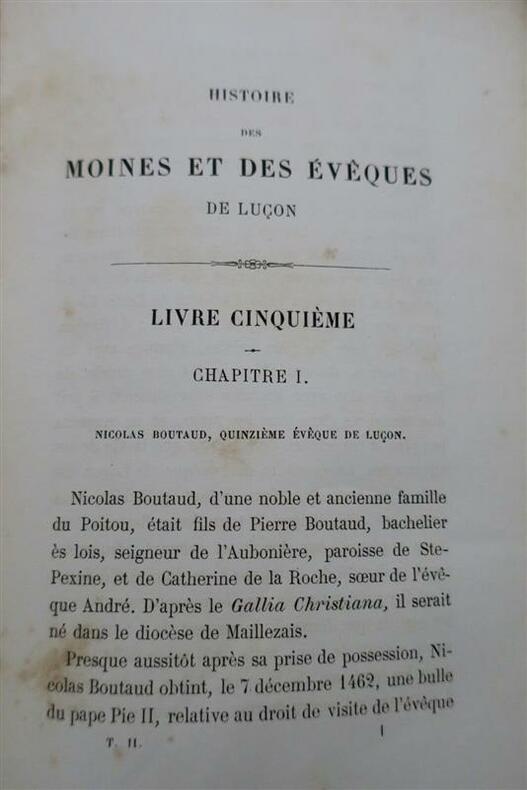 HISTOIRE
DES
MOINES ET DES ÉVÊQUES
DE LUÇON
LIVRE CINQUIÈME
CHAPITRE I.
NICOLAS BOUTAUD, QUINZIÈME ÉVÊQUE DE LUÇON.
Nicolas Boutaud, d'une noble et ancienne famille
du Poitou, était fils de Pierre Boutaud, bachelier
ès lois, seigneur de l'Aubonière, paroisse de Ste-
Pexine, et de Catherine de la Roche, sœur de l'évê-
que André. D'après le Gallia Christiana, il serait
né dans le diocèse de Maillezais.
Presque aussitôt après sa prise de possession, Ni-
colas Boutaud obtint, le 7 décembre 1462, une bulle
du pape Pie II, relative au droit de visite de l'évêque
T. II. 1